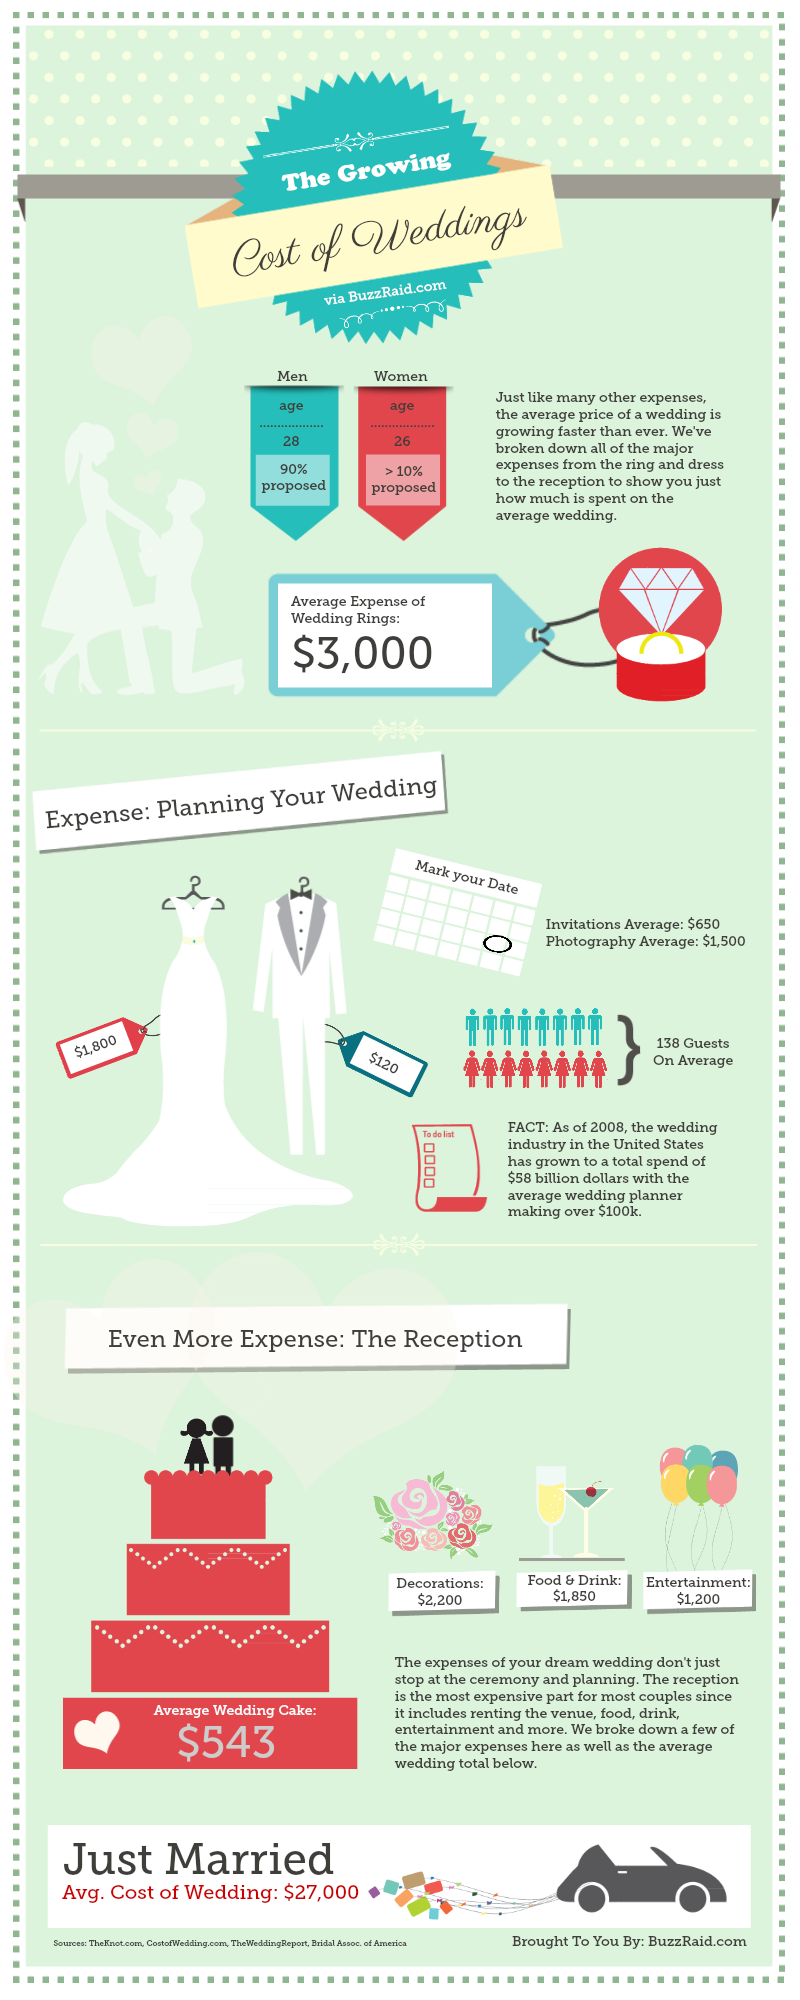 The Growing
Cost of Weddings
via BuzzRaid.com
Men
age
28
90%
proposed
Women
age
26
> 10%
proposed
Just like many other expenses,
the average price of a wedding is
growing faster than ever. We've
broken down all of the major
expenses from the ring and dress
to the reception to show you just
how much is spent on the
average wedding.
Average Expense of
Wedding Rings:
$3,000
Expense: Planning Your Wedding
Mark your Date
Invitations Average: $650
Photography Average: $1,500
$1,800
$120
138 Guests
On Average
To do list
FACT: As of 2008, the wedding
industry in the United States
has grown to a total spend of
$58 billion dollars with the
average wedding planner
making over $100k.
Even More Expense: The Reception
Decorations:
$2,200
Food & Drink:
$1,850
Entertainment:
$1,200
The expenses of your dream wedding don't just
stop at the ceremony and planning. The reception
is the most expensive part for most couples since
it includes renting the venue, food, drink,
entertainment and more. We broke down a few of
the major expenses here as well as the average
wedding total below.
Average Wedding Cake:
$543
Just Married
Avg. Cost of Wedding: $27,000
Sources: TheKnot.com, CostofWedding.com, TheWeddingReport, Bridal Assoc. of America
Brought To You By: BuzzRaid.com